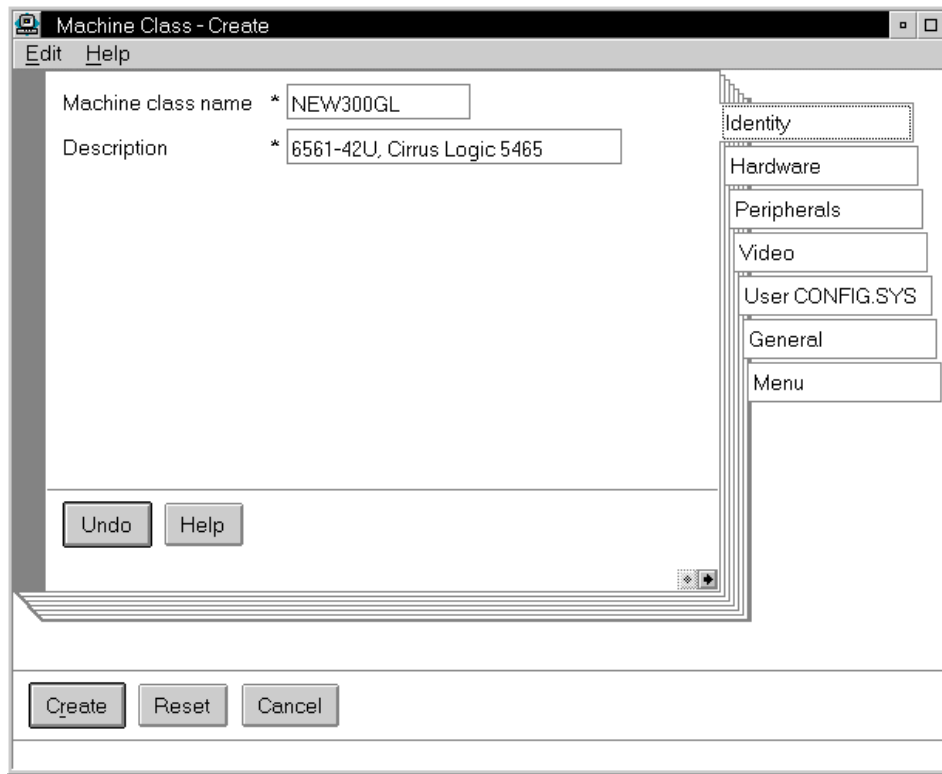 Machine Class - Create
Edit Help
Machine class name * NEW300GL
Description * 6561-42U, Cirrus Logic 5465
Identity
Hardware
Peripherals
Video
User CONFIG.SYS
General
Menu
Undo Help
Create Reset Cancel